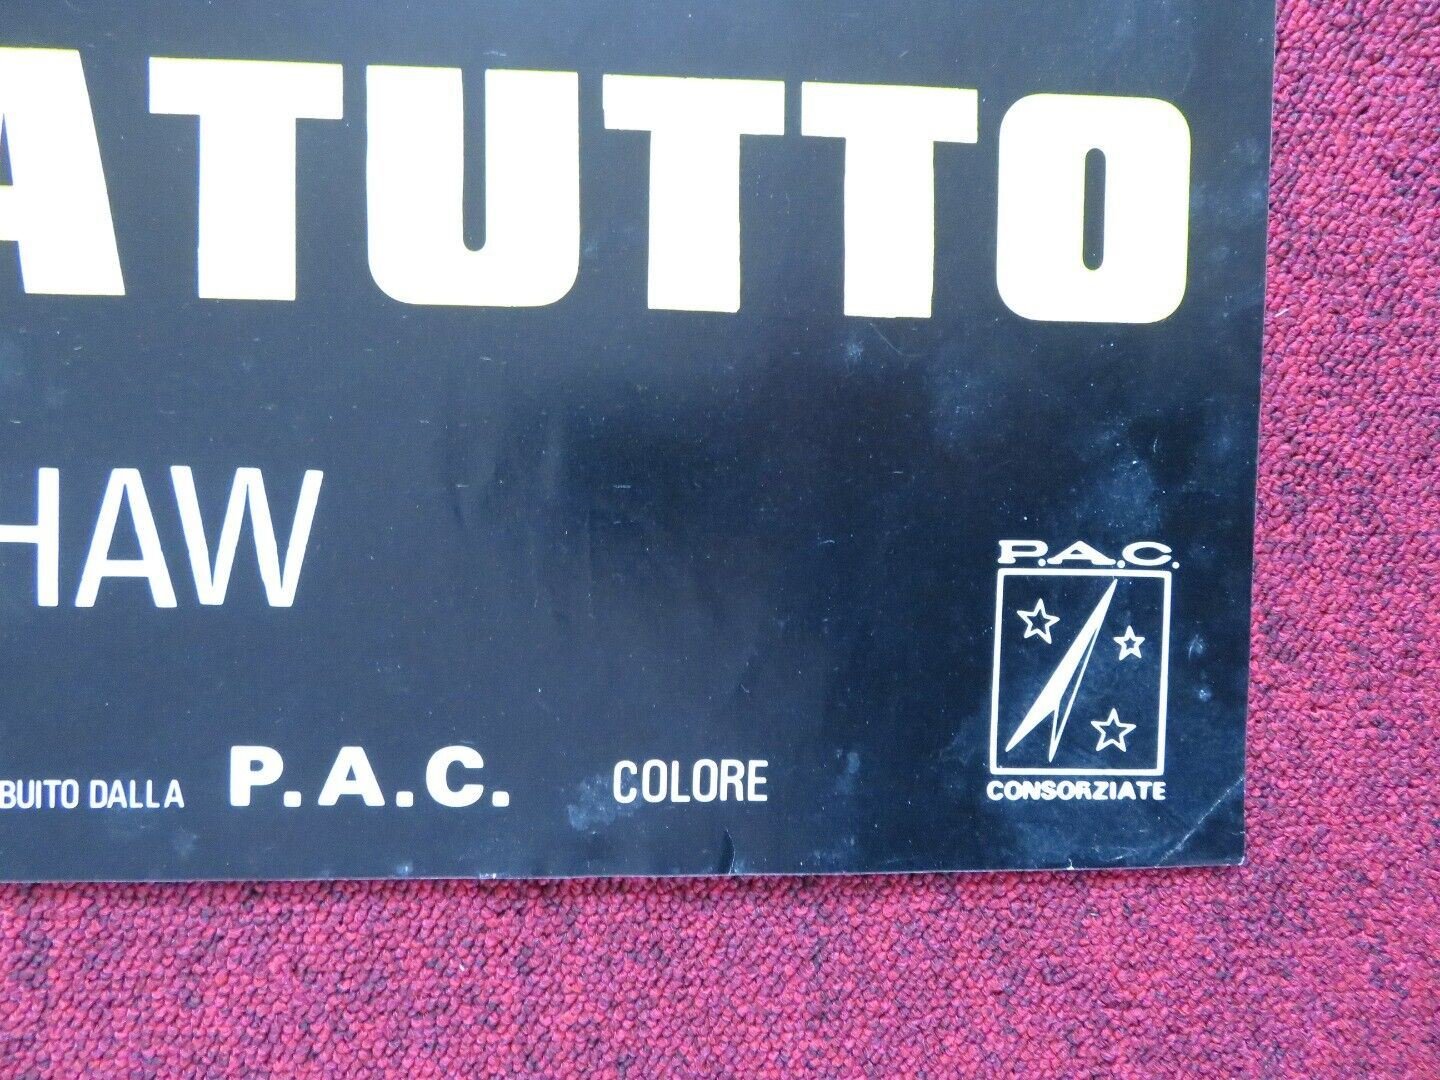 ATUTTO
HAW
P.A.C.
BUITO DALLA P.A.C. COLORE
CONSORZIATE